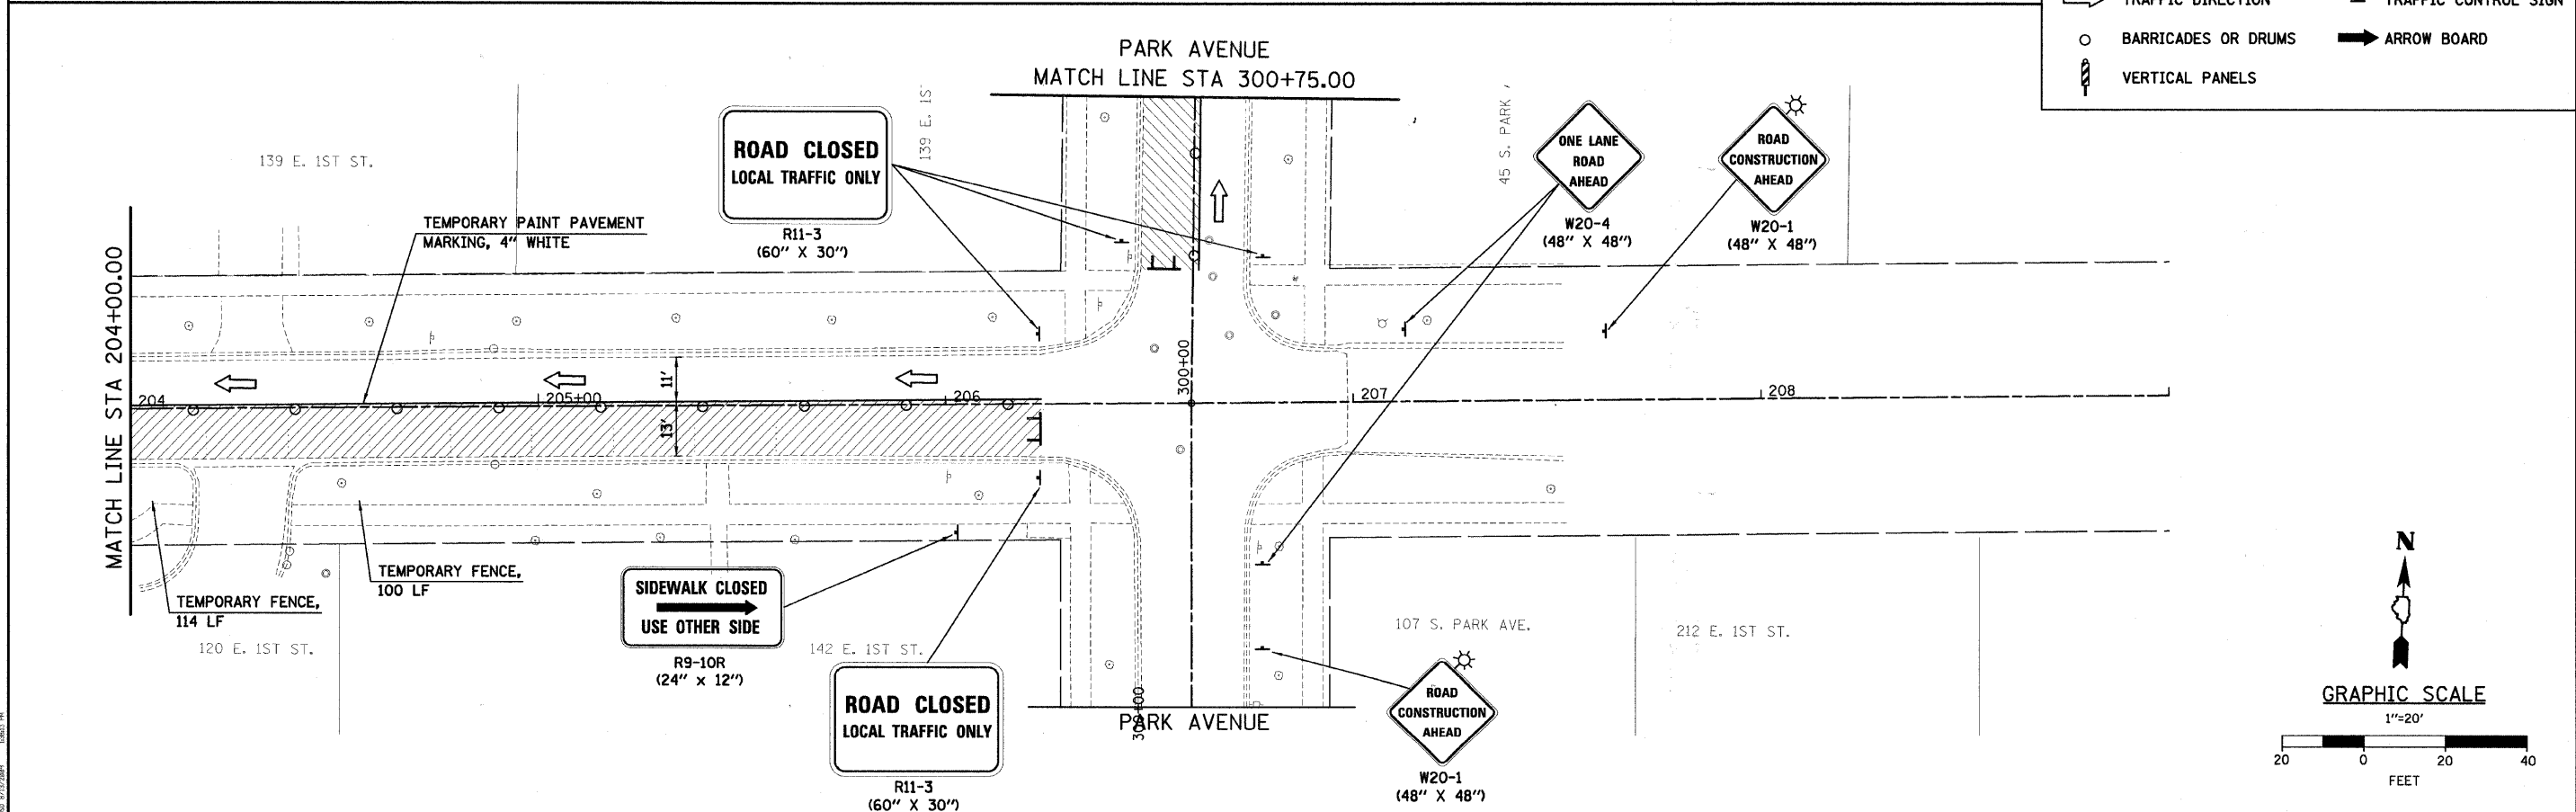 TRAFFIC DIRECTION
TRAFFIC CONTROL SIGN
BARRICADES OR DRUMS
ARROW BOARD
VERTICAL PANELS
PARK AVENUE
MATCH LINE STA 300+75.00
139 E. 1ST ST.
139 E. 1S
45 S. PARK
ROAD CLOSED
LOCAL TRAFFIC ONLY
R11-3
(60" X 30")
ONE LANE
ROAD
AHEAD
W20-4
(48" X 48")
ROAD
CONSTRUCTION
AHEAD
W20-1
(48" X 48")
TEMPORARY PAINT PAVEMENT
MARKING, 4" WHITE
MATCH LINE STA 204+00.00
11'
13'
204
205+00
206
300+00
207
208
TEMPORARY FENCE,
114 LF
TEMPORARY FENCE,
100 LF
SIDEWALK CLOSED
USE OTHER SIDE
R9-10R
(24" x 12")
120 E. 1ST ST.
142 E. 1ST ST.
107 S. PARK AVE.
212 E. 1ST ST.
ROAD CLOSED
LOCAL TRAFFIC ONLY
R11-3
(60" X 30")
PARK AVENUE
ROAD
CONSTRUCTION
AHEAD
W20-1
(48" X 48")
N
GRAPHIC SCALE
1"=20'
20 0 20 40
FEET